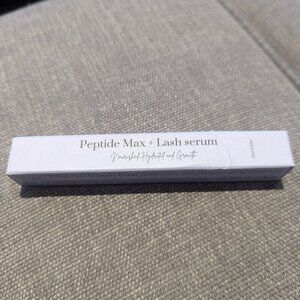 Peptide Max + Lash serum
Nourished, Hydrated and Growth